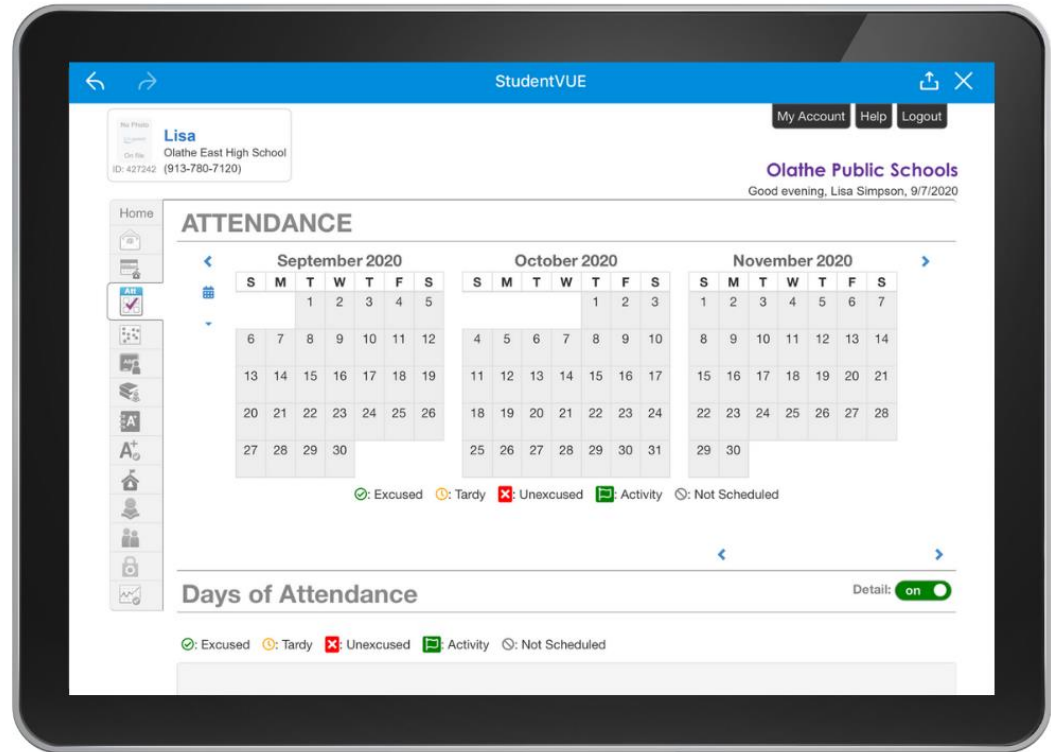 StudentVUE
My Account Help Logout
No Photo
On file
ID: 427242
Lisa
Olathe East High School
(913-780-7120)
Olathe Public Schools
Good evening, Lisa Simpson, 9/7/2020
Home
ATTENDANCE
September 2020 October 2020 November 2020
S M T W T F S S M T W T F S S M T W T F S
1 2 3 4 5 1 2 3 1 2 3 4 5 6 7
6 7 8 9 10 11 12 4 5 6 7 8 9 10 8 9 10 11 12 13 14
13 14 15 16 17 18 19 11 12 13 14 15 16 17 15 16 17 18 19 20 21
20 21 22 23 24 25 26 18 19 20 21 22 23 24 22 23 24 25 26 27 28
27 28 29 30 25 26 27 28 29 30 31 29 30
: Excused : Tardy : Unexcused : Activity : Not Scheduled
Days of Attendance
Detail: on
: Excused : Tardy : Unexcused : Activity : Not Scheduled